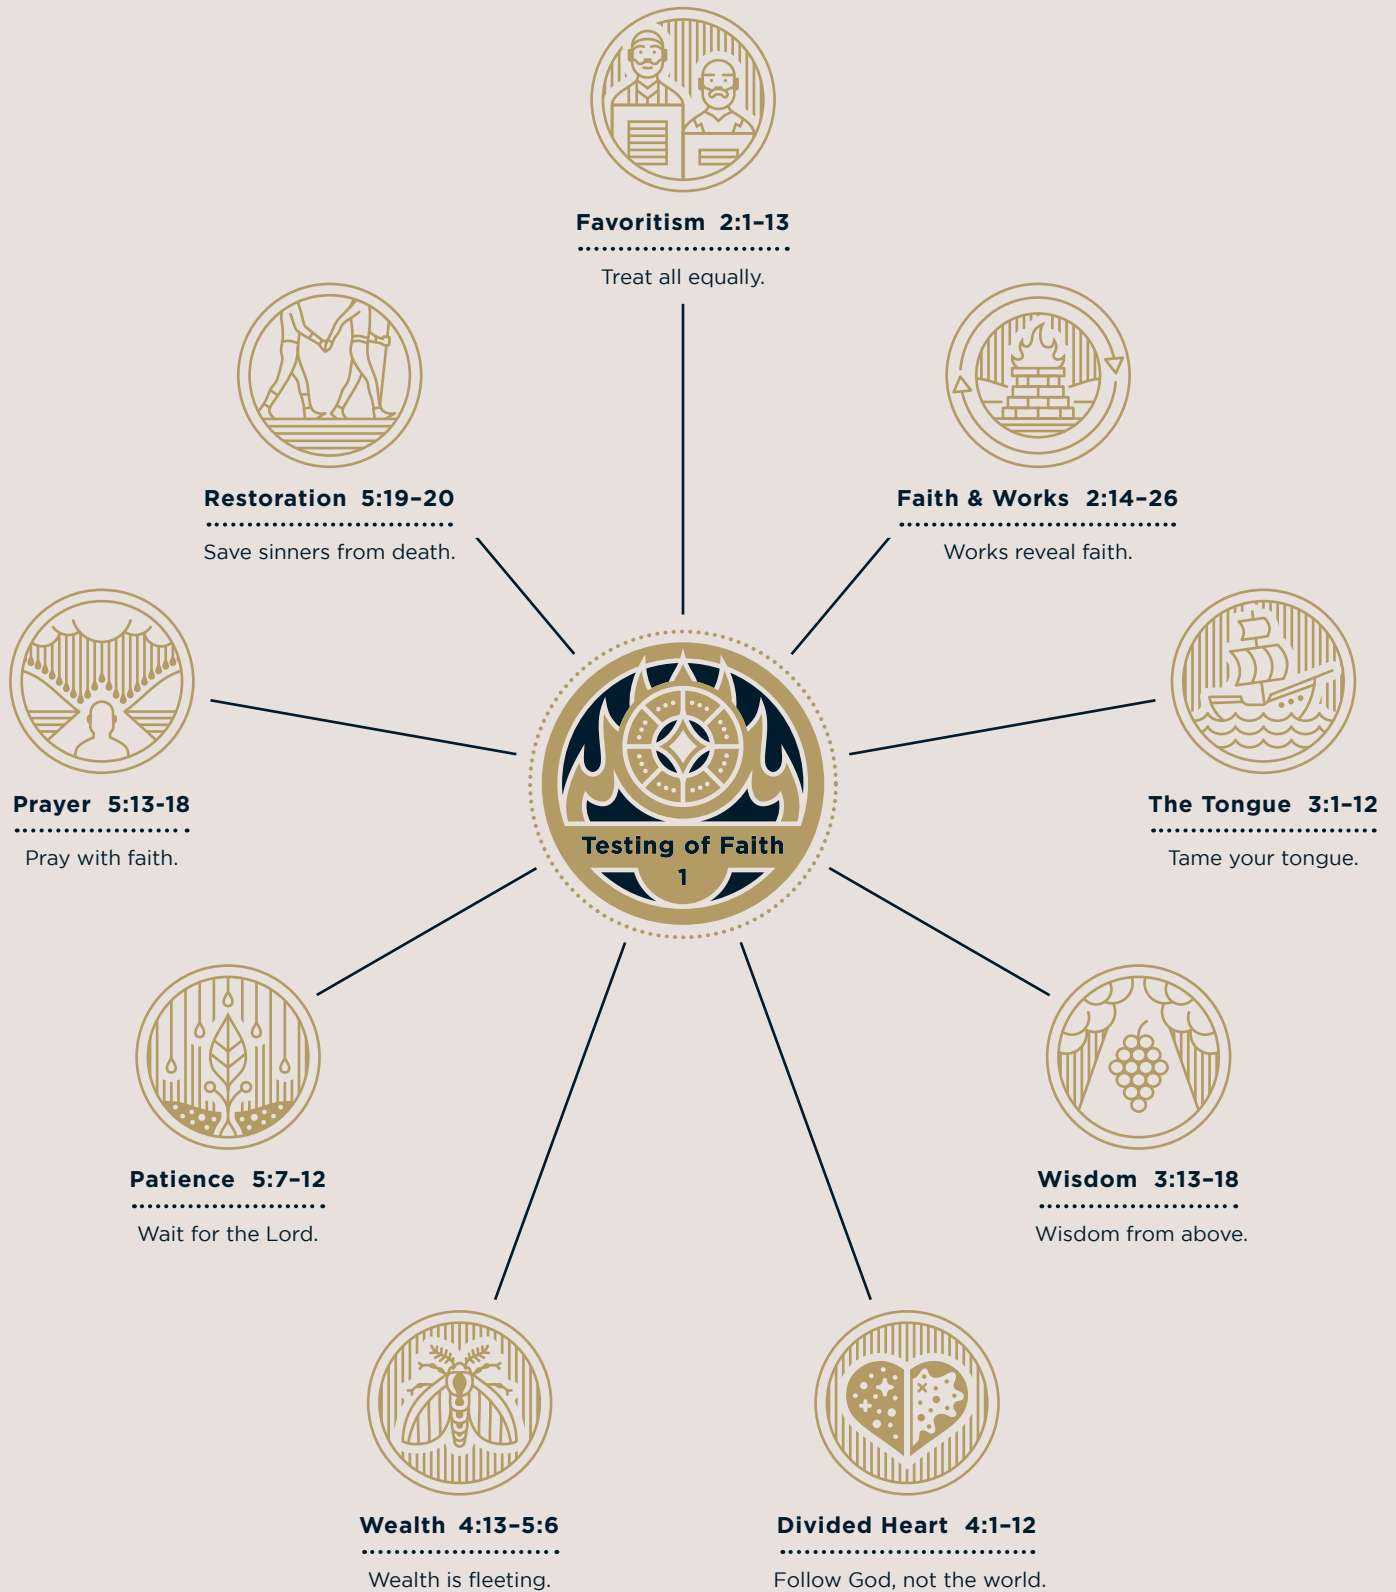 Favoritism 2:1–13
Treat all equally.
Restoration 5:19–20
Save sinners from death.
Faith & Works 2:14–26
Works reveal faith.
Prayer 5:13-18
Pray with faith.
Testing of Faith
1
The Tongue 3:1–12
Tame your tongue.
Patience 5:7–12
Wait for the Lord.
Wisdom 3:13–18
Wisdom from above.
Wealth 4:13–5:6
Wealth is fleeting.
Divided Heart 4:1–12
Follow God, not the world.